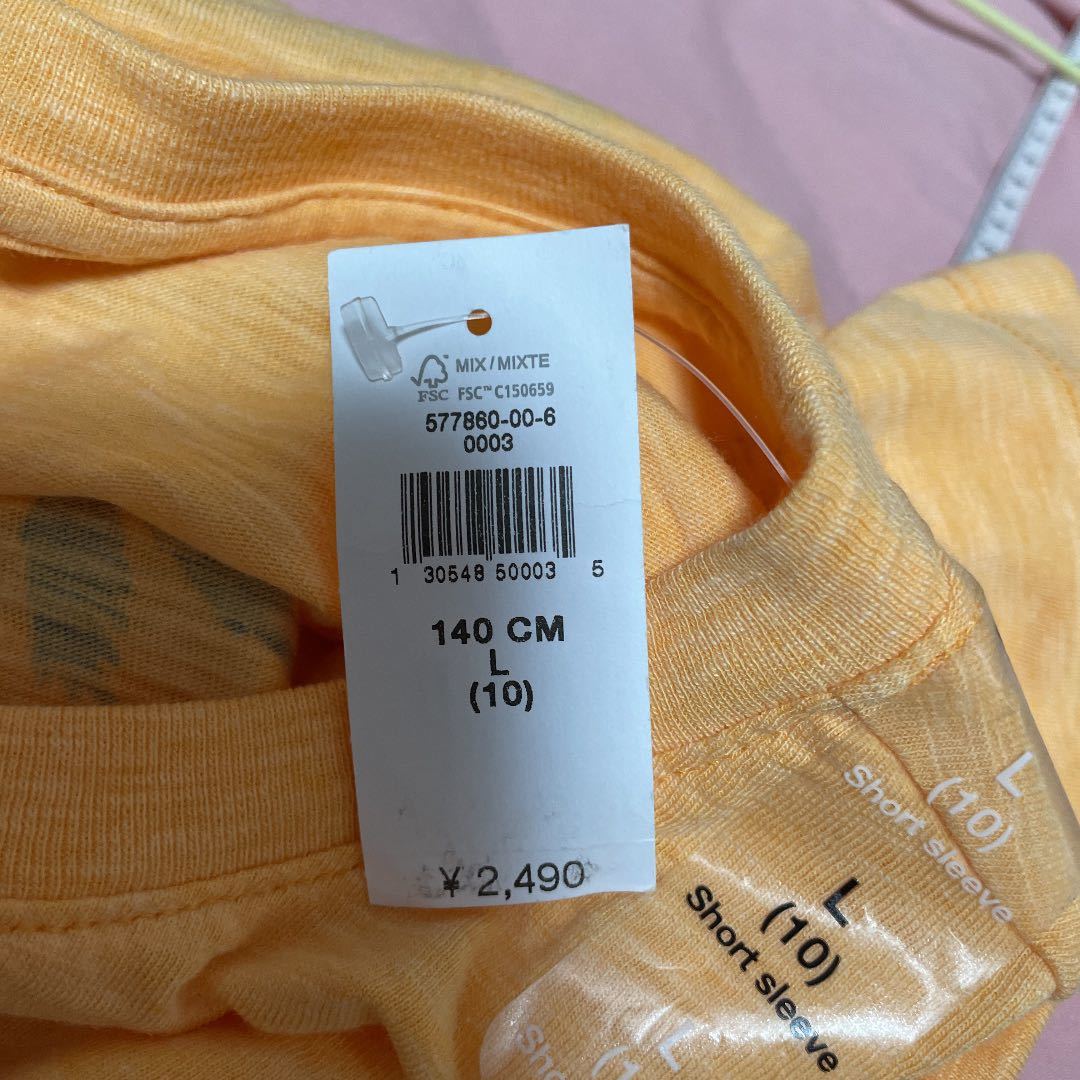 MIX / MIXTE
FSC
FSC™ C150659
577860-00-6
0003
1 30548 50003 5
140 CM
L
(10)
¥ 2,490
L
(10)
Short sleeve
L
(10)
Short sleeve
L